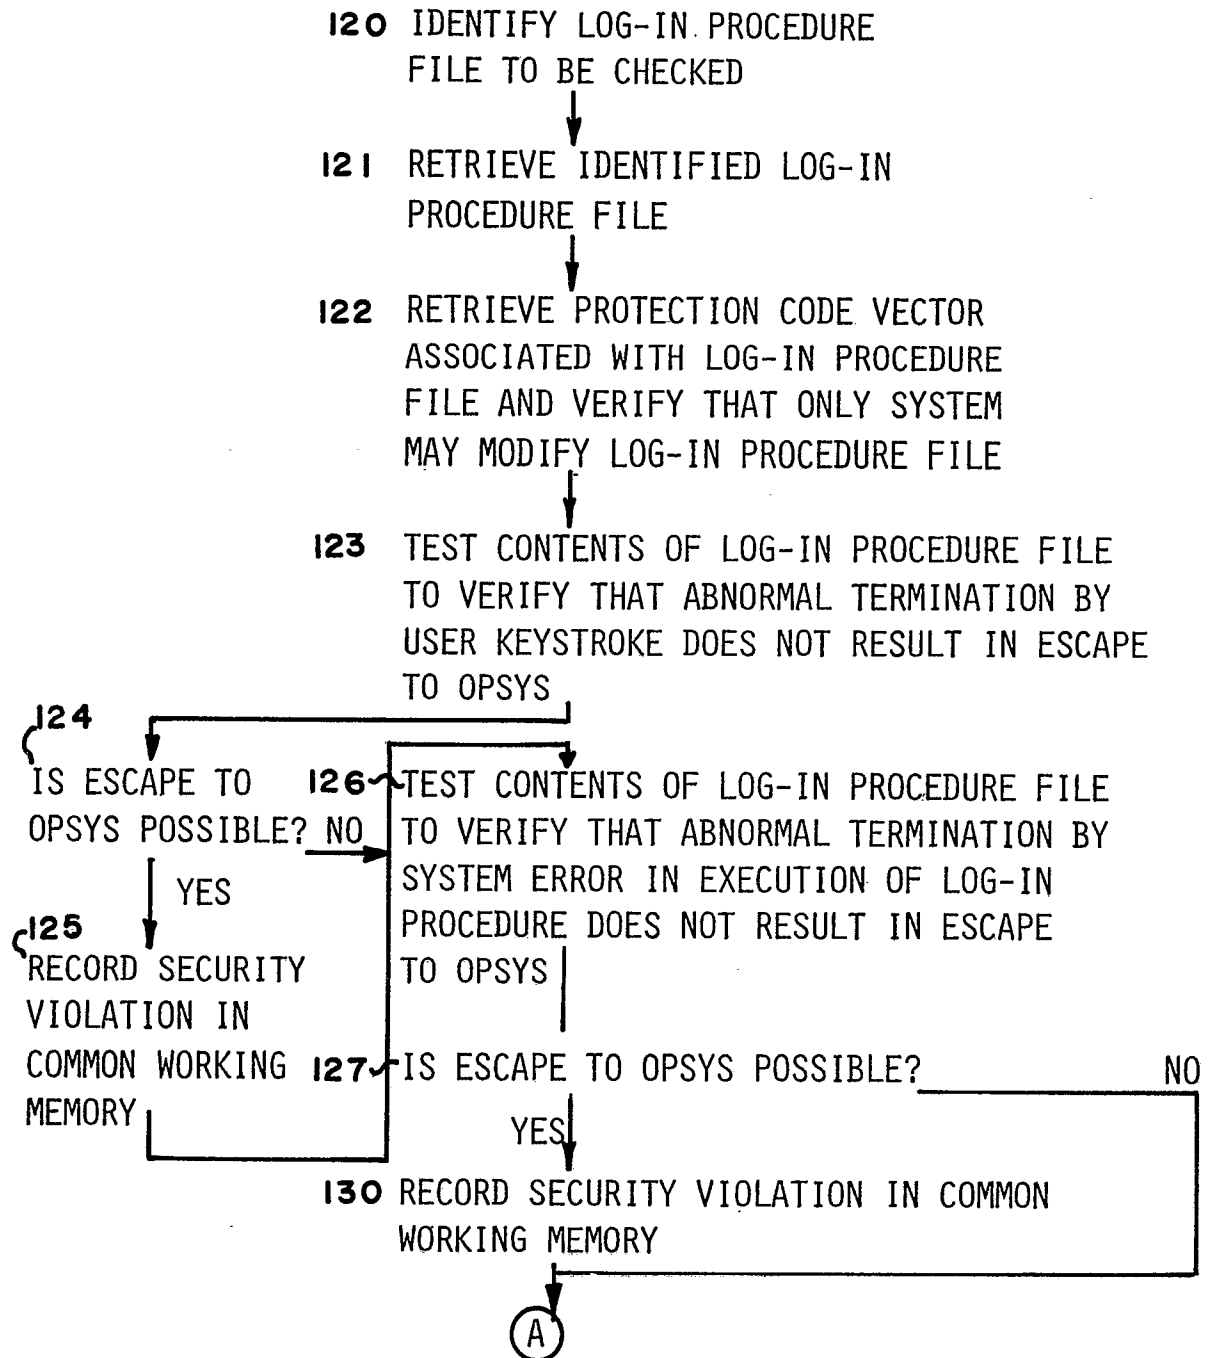 120 IDENTIFY LOG-IN PROCEDURE
FILE TO BE CHECKED
121 RETRIEVE IDENTIFIED LOG-IN
PROCEDURE FILE
122 RETRIEVE PROTECTION CODE VECTOR
ASSOCIATED WITH LOG-IN PROCEDURE
FILE AND VERIFY THAT ONLY SYSTEM
MAY MODIFY LOG-IN PROCEDURE FILE
123 TEST CONTENTS OF LOG-IN PROCEDURE FILE
TO VERIFY THAT ABNORMAL TERMINATION BY
USER KEYSTROKE DOES NOT RESULT IN ESCAPE
TO OPSYS
124
IS ESCAPE TO
OPSYS POSSIBLE? NO
YES
125
RECORD SECURITY
VIOLATION IN
COMMON WORKING
MEMORY
126 TEST CONTENTS OF LOG-IN PROCEDURE FILE
TO VERIFY THAT ABNORMAL TERMINATION BY
SYSTEM ERROR IN EXECUTION OF LOG-IN
PROCEDURE DOES NOT RESULT IN ESCAPE
TO OPSYS
127 IS ESCAPE TO OPSYS POSSIBLE? NO
YES
130 RECORD SECURITY VIOLATION IN COMMON
WORKING MEMORY
A